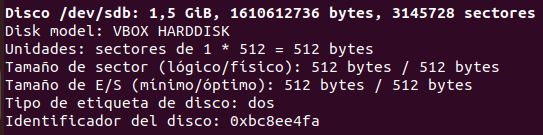 Disco /dev/sdb: 1,5 GiB, 1610612736 bytes, 3145728 sectores
Disk model: VBOX HARDDISK
Unidades: sectores de 1 * 512 = 512 bytes
Tamaño de sector (lógico/físico): 512 bytes / 512 bytes
Tamaño de E/S (mínimo/óptimo): 512 bytes / 512 bytes
Tipo de etiqueta de disco: dos
Identificador del disco: 0xbc8ee4fa